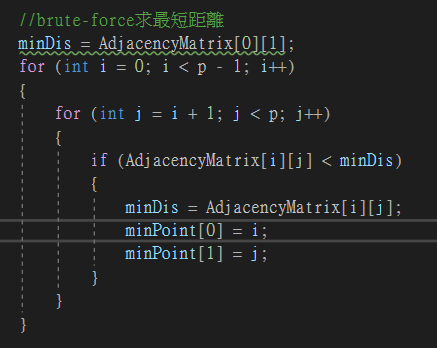 //brute-force求最短距離
minDis = AdjacencyMatrix[0][1];
for (int i = 0; i < p - 1; i++)
{
    for (int j = i + 1; j < p; j++)
    {
        if (AdjacencyMatrix[i][j] < minDis)
        {
            minDis = AdjacencyMatrix[i][j];
            minPoint[0] = i;
            minPoint[1] = j;
        }
    }
}